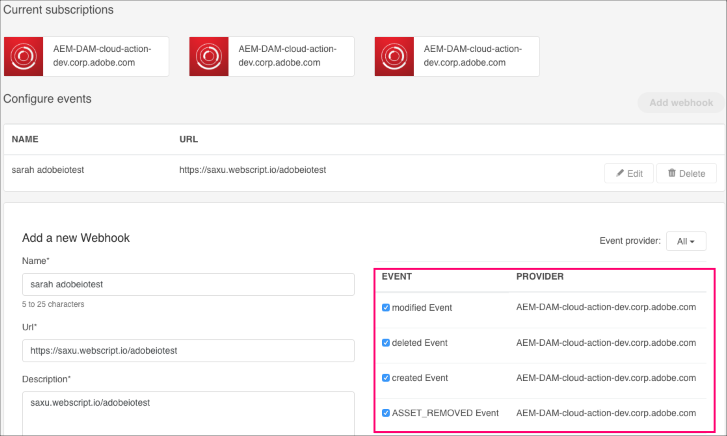 Current subscriptions
AEM-DAM-cloud-action-
dev.corp.adobe.com
AEM-DAM-cloud-action-
dev.corp.adobe.com
AEM-DAM-cloud-action-
dev.corp.adobe.com
Configure events
Add webhook
NAME URL
sarah adobeiotest https://saxu.webscript.io/adobeiotest Edit Delete
Add a new Webhook
Event provider: All
Name*
sarah adobeiotest
5 to 25 characters
Url*
https://saxu.webscript.io/adobeiotest
Description*
saxu.webscript.io/adobeiotest
EVENT PROVIDER
modified Event AEM-DAM-cloud-action-dev.corp.adobe.com
deleted Event AEM-DAM-cloud-action-dev.corp.adobe.com
created Event AEM-DAM-cloud-action-dev.corp.adobe.com
ASSET_REMOVED Event AEM-DAM-cloud-action-dev.corp.adobe.com